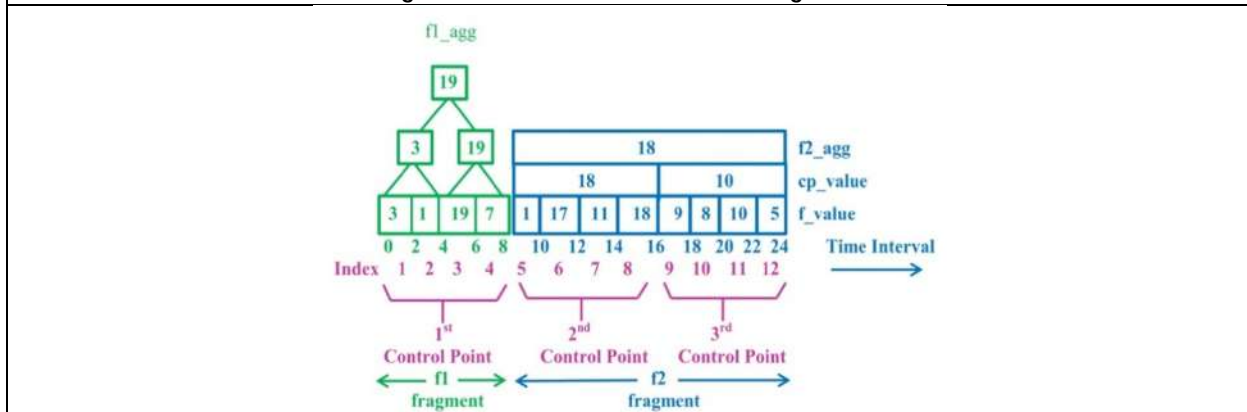 f1_agg
19
3 19 18 f2_agg
18 10 cp_value
3 1 19 7 1 17 11 18 9 8 10 5 f_value
0 2 4 6 8 10 12 14 16 18 20 22 24 Time Interval
Index 1 2 3 4 5 6 7 8 9 10 11 12
1st 2nd 3rd
Control Point Control Point Control Point
f1 f2
fragment fragment